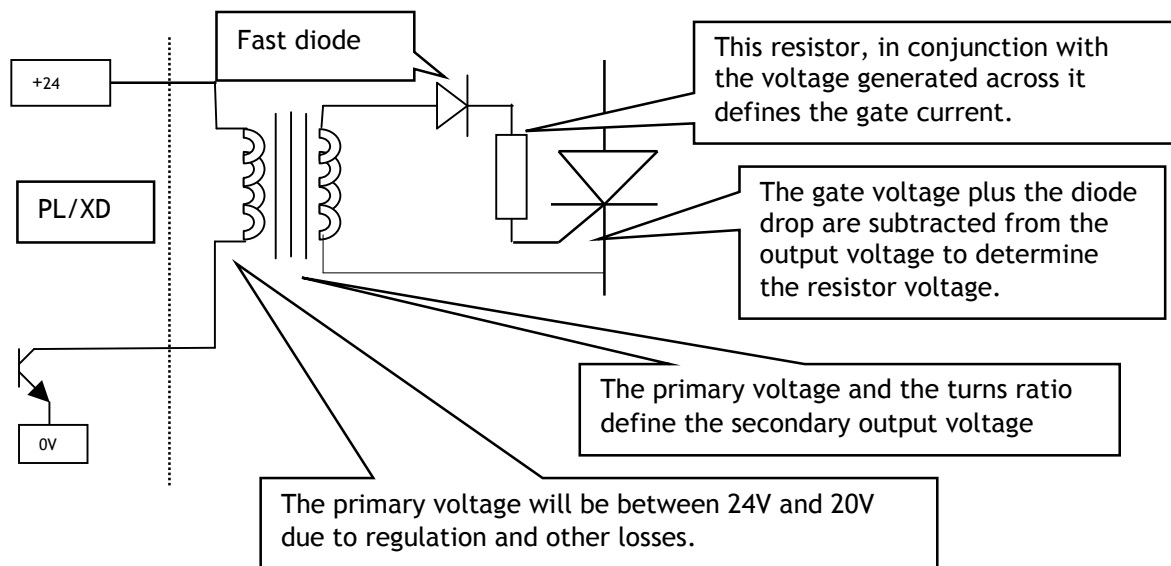 Fast diode
This resistor, in conjunction with
the voltage generated across it
defines the gate current.
+24
PL/XD
The gate voltage plus the diode
drop are subtracted from the
output voltage to determine
the resistor voltage.
The primary voltage and the turns ratio
define the secondary output voltage
0V
The primary voltage will be between 24V and 20V
due to regulation and other losses.